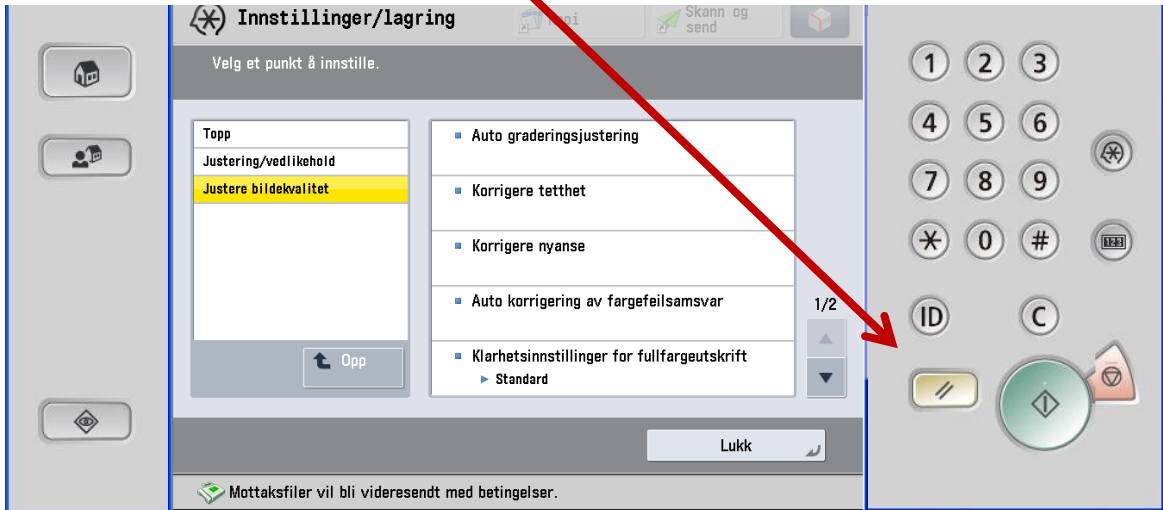 Innstillinger/lagring
Kopi
Skann og
send
Velg et punkt å innstille.
Topp
Justering/vedlikehold
Justere bildekvalitet
Opp
Auto graderingsjustering
Korrigere tetthet
Korrigere nyanse
Auto korrigering av fargefeilsamsvar
Klarhetsinnstillinger for fullfargeutskrift
Standard
1/2
Lukk
Mottaksfiler vil bli videresendt med betingelser.
1 2 3
4 5 6
7 8 9
* 0 #
123
ID C